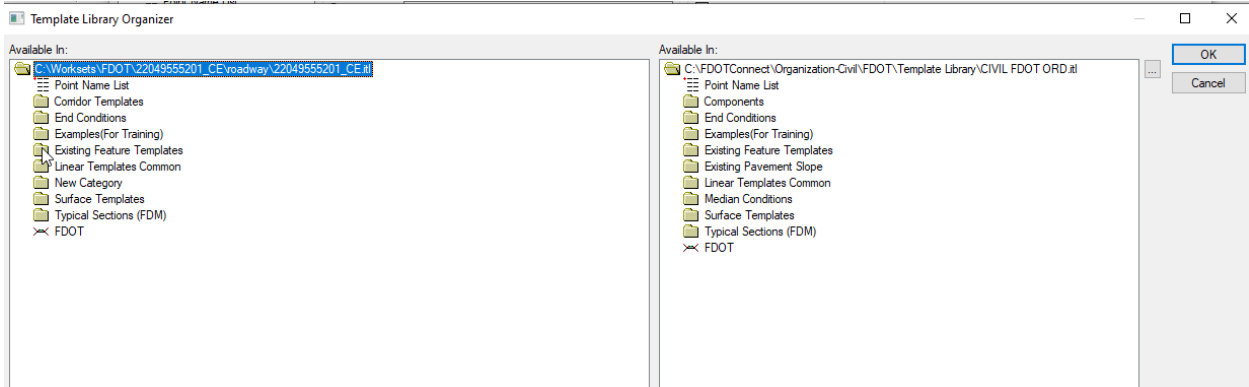 Template Library Organizer
Available In:
C:\Worksets\FDOT\22049555201_CE\roadway\22049555201_CE.itl
Point Name List
Corridor Templates
End Conditions
Examples(For Training)
Existing Feature Templates
Linear Templates Common
New Category
Surface Templates
Typical Sections (FDM)
FDOT
Available In:
C:\FDOTConnect\Organization-Civil\FDOT\Template Library\CIVIL FDOT ORD.itl
Point Name List
Components
End Conditions
Examples(For Training)
Existing Feature Templates
Existing Pavement Slope
Linear Templates Common
Median Conditions
Surface Templates
Typical Sections (FDM)
FDOT
...
OK
Cancel